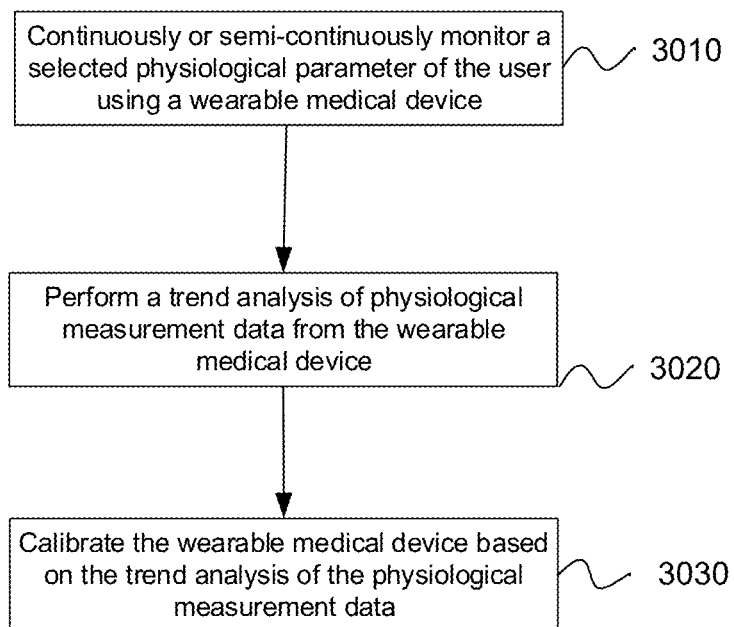 Continuously or semi-continuously monitor a
selected physiological parameter of the user
using a wearable medical device
3010
Perform a trend analysis of physiological
measurement data from the wearable
medical device
3020
Calibrate the wearable medical device based
on the trend analysis of the physiological
measurement data
3030